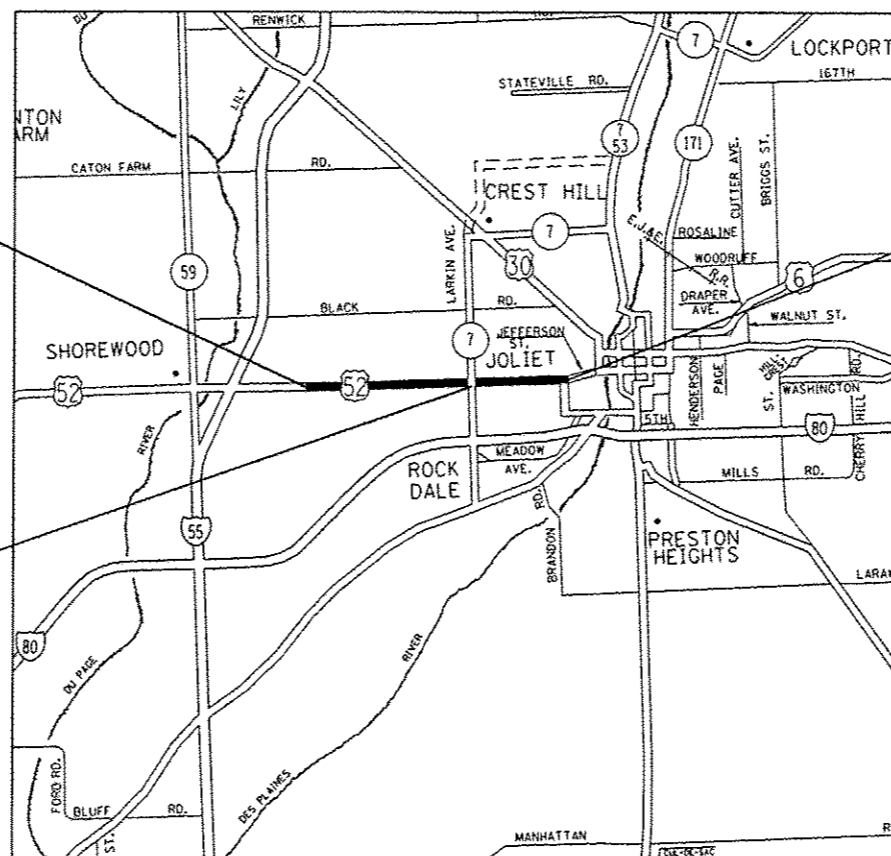 DU
RENWICK
7
LOCKPORT
STATEVILLE RD.
167TH
LILY
NTON
ARM
7
53
171
CUTTER AVE.
BRIGGS ST.
CATON FARM RD.
CREST HILL
E.J.&E.
R.R.
ROSALINE
LARKIN AVE.
7
WOODRUFF
59
30
6
DRAPER
AVE.
BLACK RD.
WALNUT ST.
JEFFERSON
ST.
SHOREWOOD
7
JOLIET
HENDERSON
PAGE
HILL
CREST
RD.
52
52
ST.
WASHINGTON
CHERRY HILL
RIVER
5TH
80
MEADOW
AVE.
MILLS RD.
ROCK
DALE
RD.
BRANDON
55
PRESTON
HEIGHTS
LARAW
80
DU PAGE
RIVER
FORD RD.
BLUFF RD.
ST.
DES PLAINES
MANHATTAN
R
CUL-DE-SAC